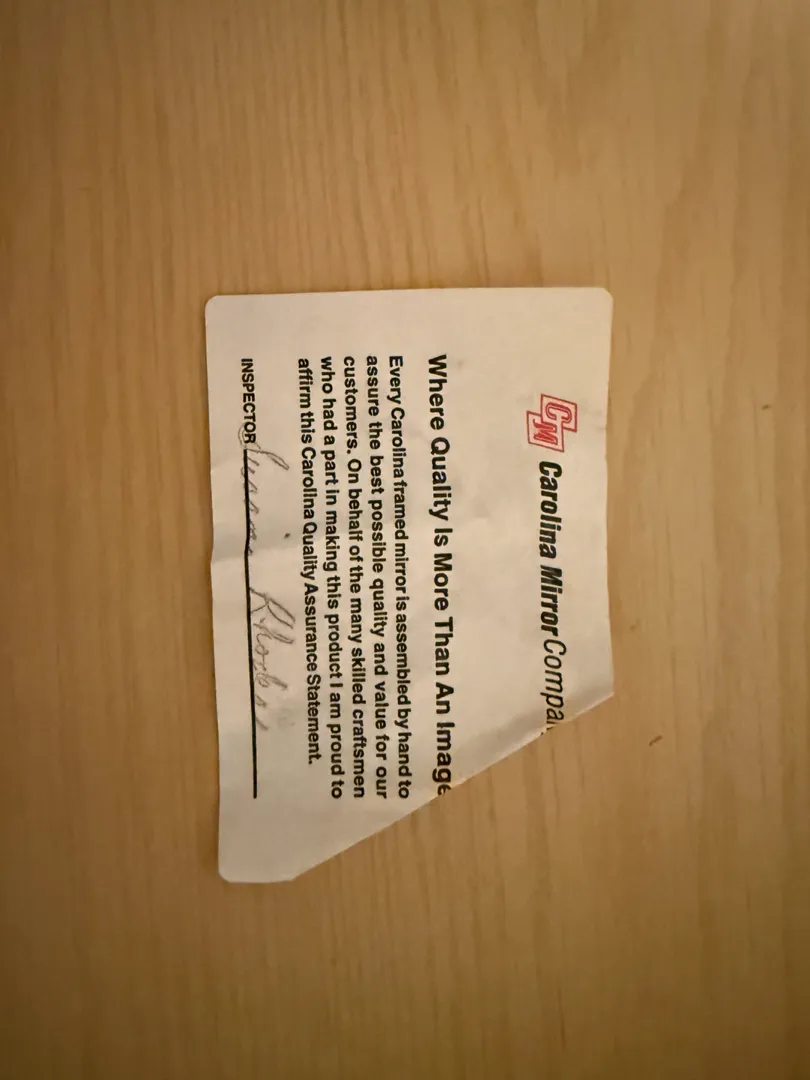 CM
Carolina Mirror Compa
Where Quality Is More Than An Image
Every Carolina framed mirror is assembled by hand to
assure the best possible quality and value for our
customers. On behalf of the many skilled craftsmen
who had a part in making this product I am proud to
affirm this Carolina Quality Assurance Statement.
INSPECTOR